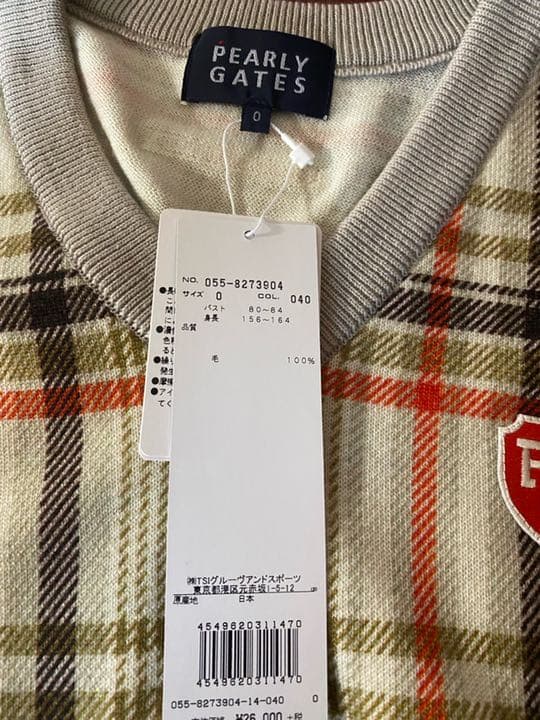 PEARLY
GATES
0
NO. 055-8273904
サイズ 0 COL. 040
バスト 80~84
身長 156~164
品質
毛 100%
㈱TSIグルーヴアンドスポーツ
東京都港区元赤坂1-5-12
原産地 日本
4549620311470
4549620311470
055-8273904-14-040 0
¥26,000 +税